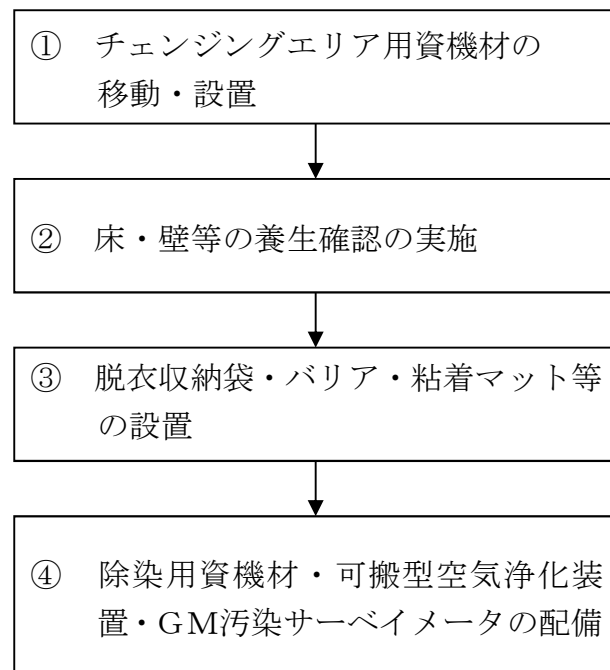 ① チェンジングエリア用資機材の
移動・設置
② 床・壁等の養生確認の実施
③ 脱衣収納袋・バリア・粘着マット等
の設置
④ 除染用資機材・可搬型空気浄化装
置・GM汚染サーベイメータの配備